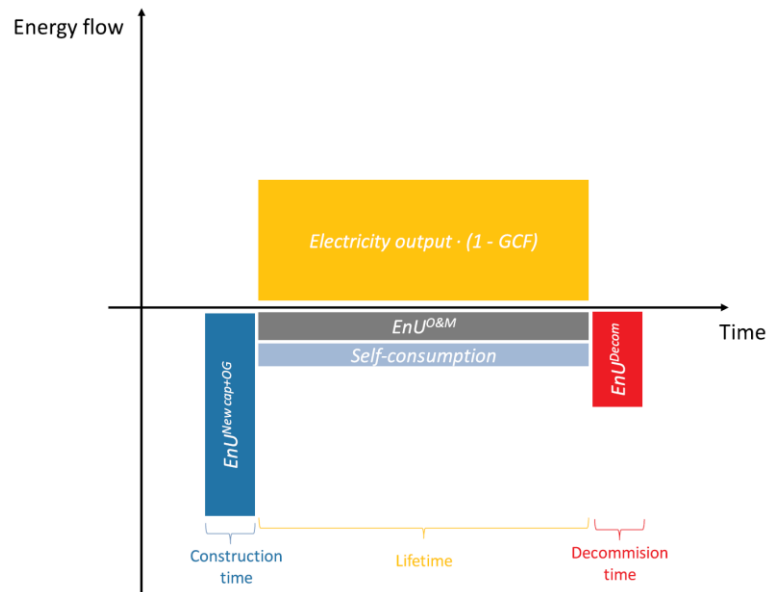 Energy flow
Electricity output · (1 - GCF)
Time
EnU^O&M
Self-consumption
EnU^New cap+OG
EnU^Decom
Construction
time
Lifetime
Decommision
time